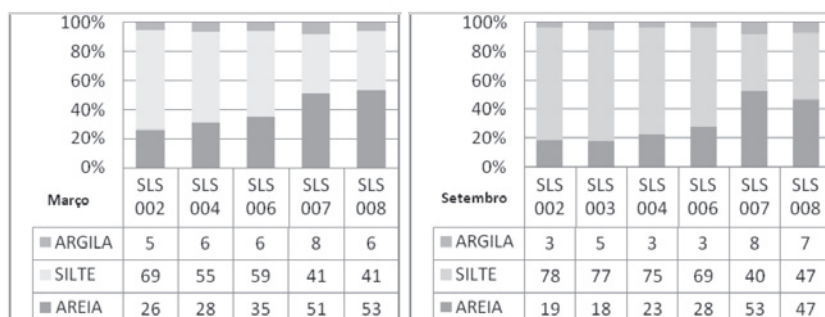 100%
80%
60%
40%
20%
0%
Março
SLS 002 SLS 004 SLS 006 SLS 007 SLS 008
ARGILA 5 6 6 8 6
SILTE 69 55 59 41 41
AREIA 26 28 35 51 53
100%
80%
60%
40%
20%
0%
Setembro
SLS 002 SLS 003 SLS 004 SLS 006 SLS 007 SLS 008
ARGILA 3 5 3 3 8 7
SILTE 78 77 75 69 40 47
AREIA 19 18 23 28 53 47